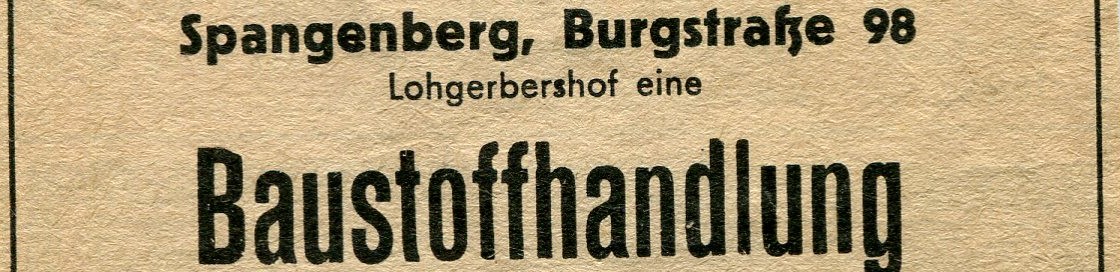 Spangenberg, Burgstraße 98
Lohgerbershof eine
Baustoffhandlung